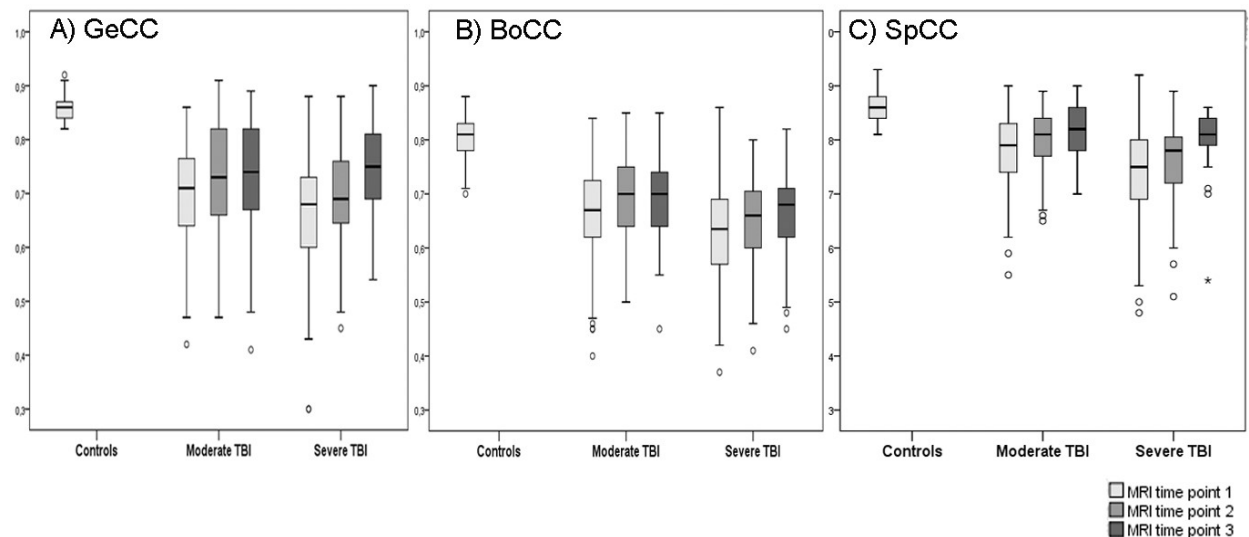 A) GeCC
1,0
0,9
0,8
0,7
0,6
0,5
0,4
0,3
Controls
Moderate TBI
Severe TBI
B) BoCC
1,0
0,9
0,8
0,7
0,6
0,5
0,4
0,3
Controls
Moderate TBI
Severe TBI
C) SpCC
0
9
8
7
6
5
4
3
Controls
Moderate TBI
Severe TBI
MRI time point 1
MRI time point 2
MRI time point 3